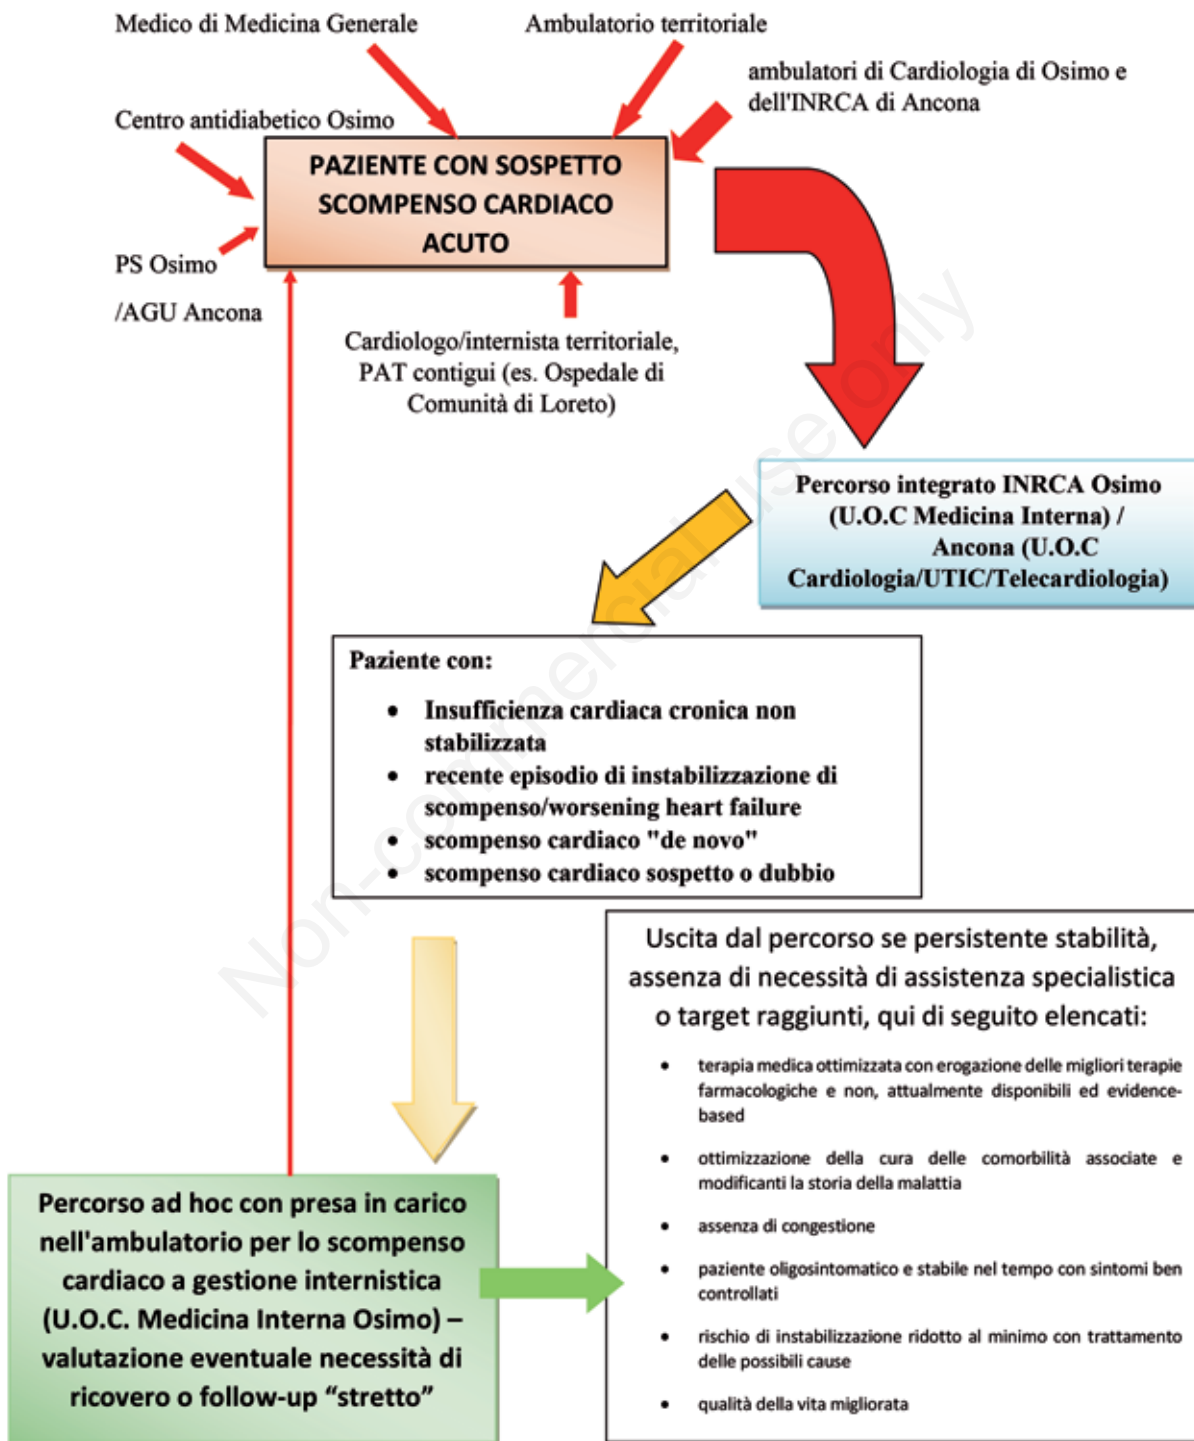 Medico di Medicina Generale
Ambulatorio territoriale
ambulatori di Cardiologia di Osimo e
dell'INRCA di Ancona
Centro antidiabetico Osimo
PAZIENTE CON SOSPETTO
SCOMPENSO CARDIACO
ACUTO
PS Osimo
/AGU Ancona
Cardiologo/internista territoriale,
PAT contigui (es. Ospedale di
Comunità di Loreto)
Percorso integrato INRCA Osimo
(U.O.C Medicina Interna) /
Ancona (U.O.C
Cardiologia/UTIC/Telecardiologia)
Paziente con:
• Insufficienza cardiaca cronica non
stabilizzata
• recente episodio di instabilizzazione di
scompenso/worsening heart failure
• scompenso cardiaco "de novo"
• scompenso cardiaco sospetto o dubbio
Uscita dal percorso se persistente stabilità,
assenza di necessità di assistenza specialistica
o target raggiunti, qui di seguito elencati:
• terapia medica ottimizzata con erogazione delle migliori terapie
farmacologiche e non, attualmente disponibili ed evidence-
based
• ottimizzazione della cura delle comorbilità associate e
modificanti la storia della malattia
• assenza di congestione
• paziente oligosintomatico e stabile nel tempo con sintomi ben
controllati
• rischio di instabilizzazione ridotto al minimo con trattamento
delle possibili cause
• qualità della vita migliorata
Percorso ad hoc con presa in carico
nell'ambulatorio per lo scompenso
cardiaco a gestione internistica
(U.O.C. Medicina Interna Osimo) –
valutazione eventuale necessità di
ricovero o follow-up “stretto”
Non-commercial use only